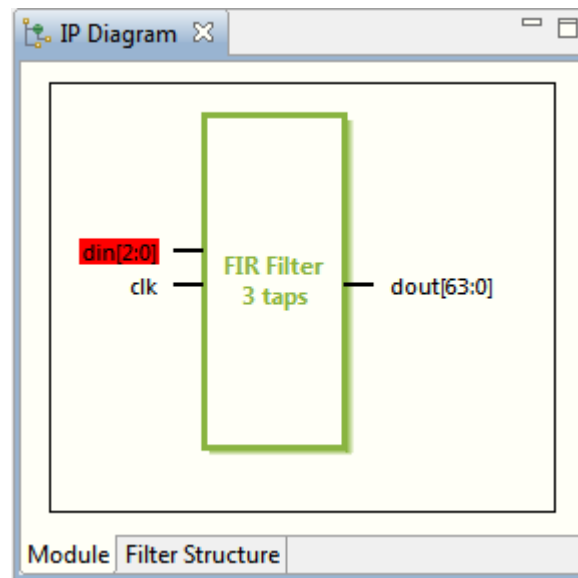 IP Diagram
din[2:0]
clk
FIR Filter
3 taps
dout[63:0]
Module
Filter Structure